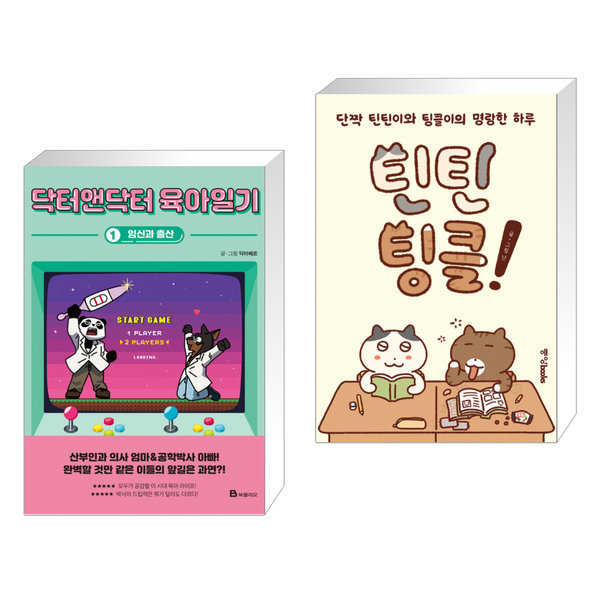 닥터앤닥터 육아일기
1 임신과 출산
글·그림 닥터베르
START GAME
1 PLAYER
▸2 PLAYERS◂
LOADING.
산부인과 의사 엄마&공학박사 아빠!
완벽할 것만 같은 이들의 앞길은 과연?!
★★★★★ 모두가 공감할 이 시대 육아 라이프!
★★★★★ 박사의 드립력은 뭐가 달라도 다르다!
B북폴리오
단짝 틴틴이와 팅클이의 명랑한 하루
틴틴
팅클!
books